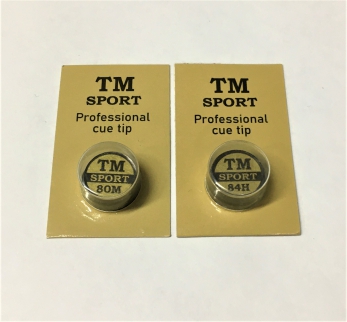 TM
SPORT
Professional
cue tip
TM
SPORT
80M
TM
SPORT
Professional
cue tip
TM
SPORT
84H